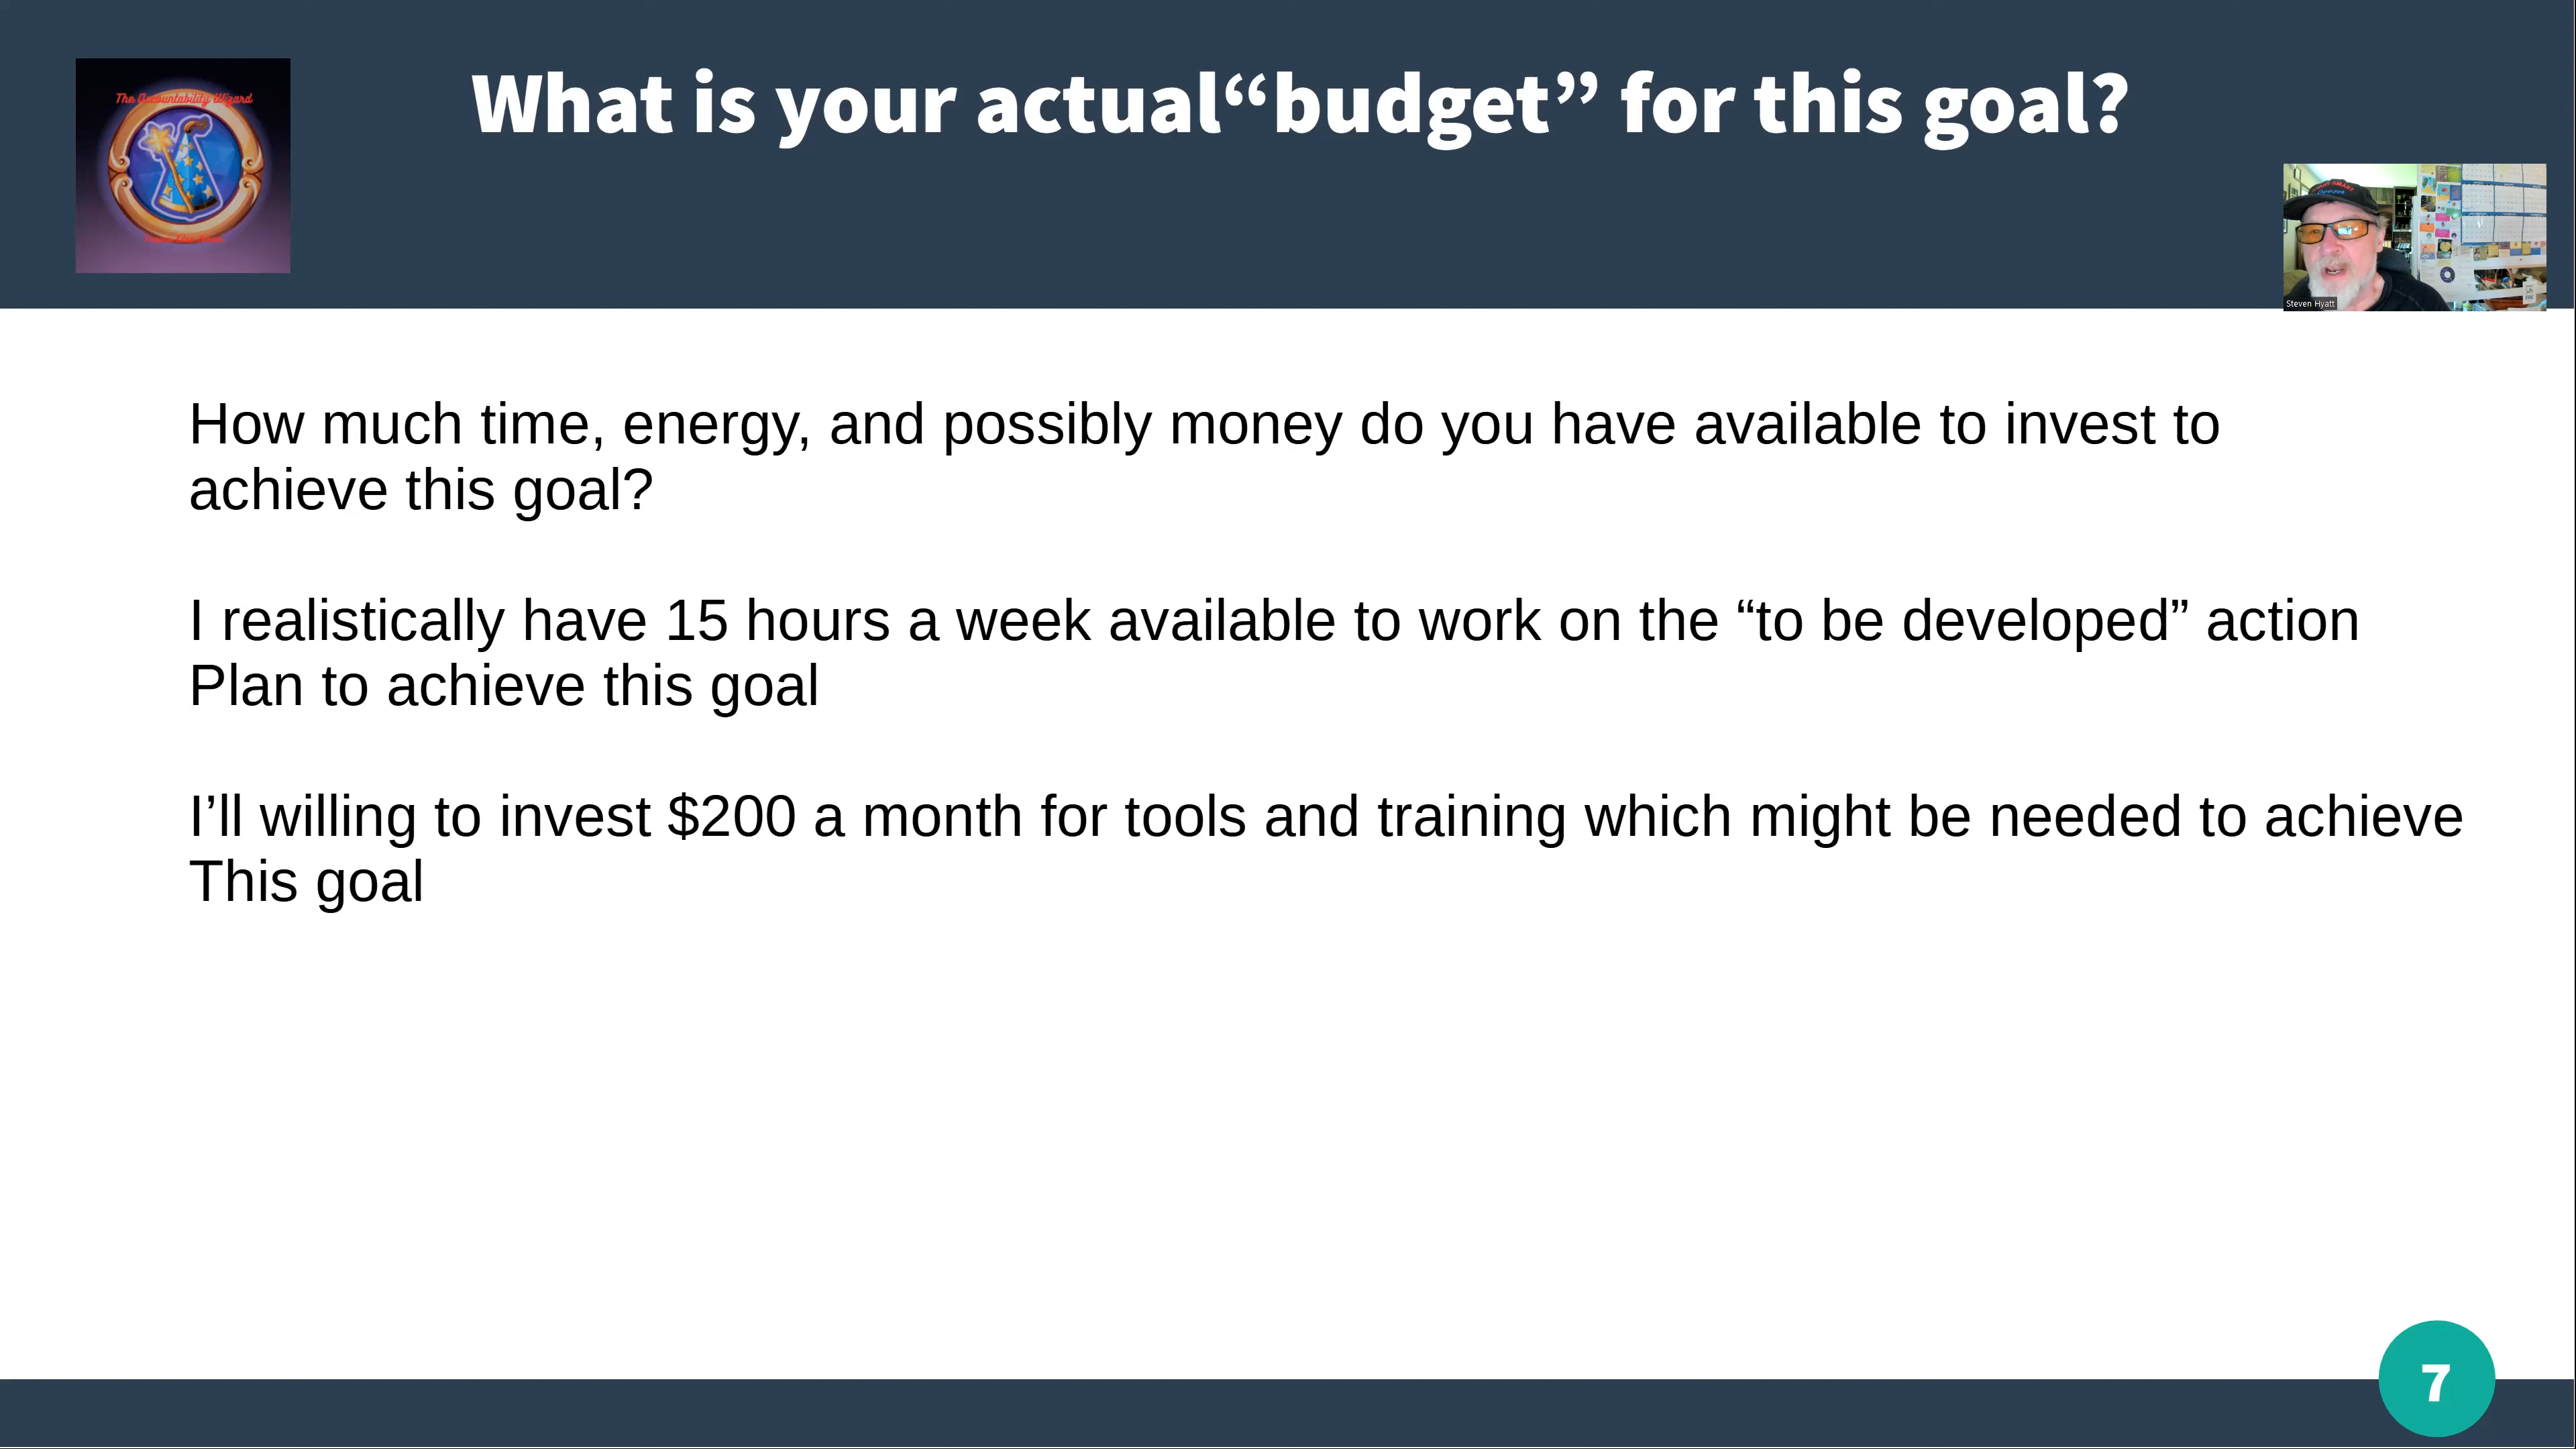 What is your actual“budget” for this goal?
The Accountability Wizard
Steven Hyatt
How much time, energy, and possibly money do you have available to invest to
achieve this goal?
I realistically have 15 hours a week available to work on the “to be developed” action
Plan to achieve this goal
I’ll willing to invest $200 a month for tools and training which might be needed to achieve
This goal
7